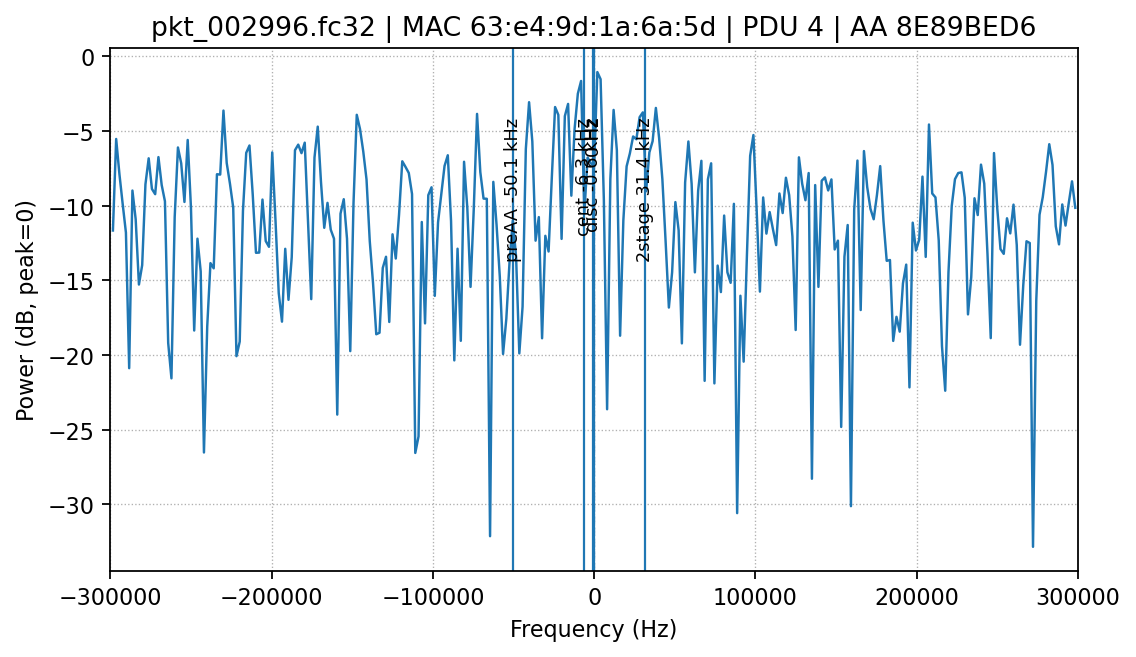 pkt_002996.fc32 | MAC 63:e4:9d:1a:6a:5d | PDU 4 | AA 8E89BED6
Power (dB, peak=0)
0
−5
−10
−15
−20
−25
−30
preAA -50.1 kHz
cent -6.3 kHz
disc -0.60 kHz
2stage 31.4 kHz
−300000
−200000
−100000
0
100000
200000
300000
Frequency (Hz)